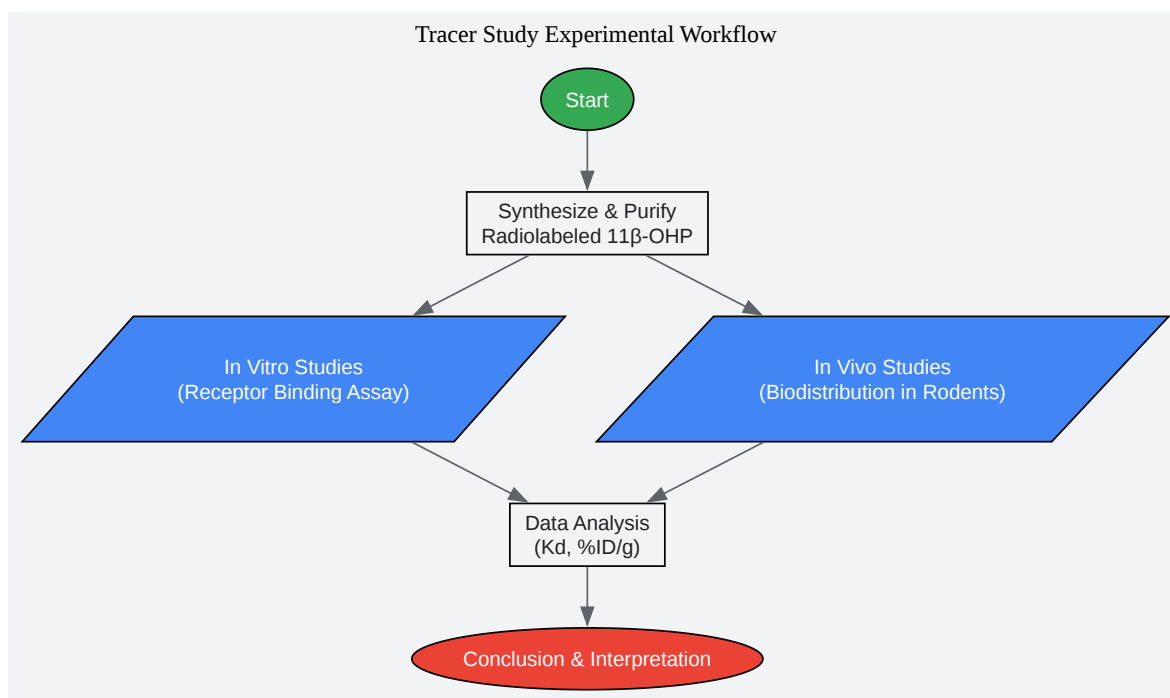 Tracer Study Experimental Workflow
Start
Synthesize & Purify
Radiolabeled 11β-OHP
In Vitro Studies
(Receptor Binding Assay)
In Vivo Studies
(Biodistribution in Rodents)
Data Analysis
(Kd, %ID/g)
Conclusion & Interpretation